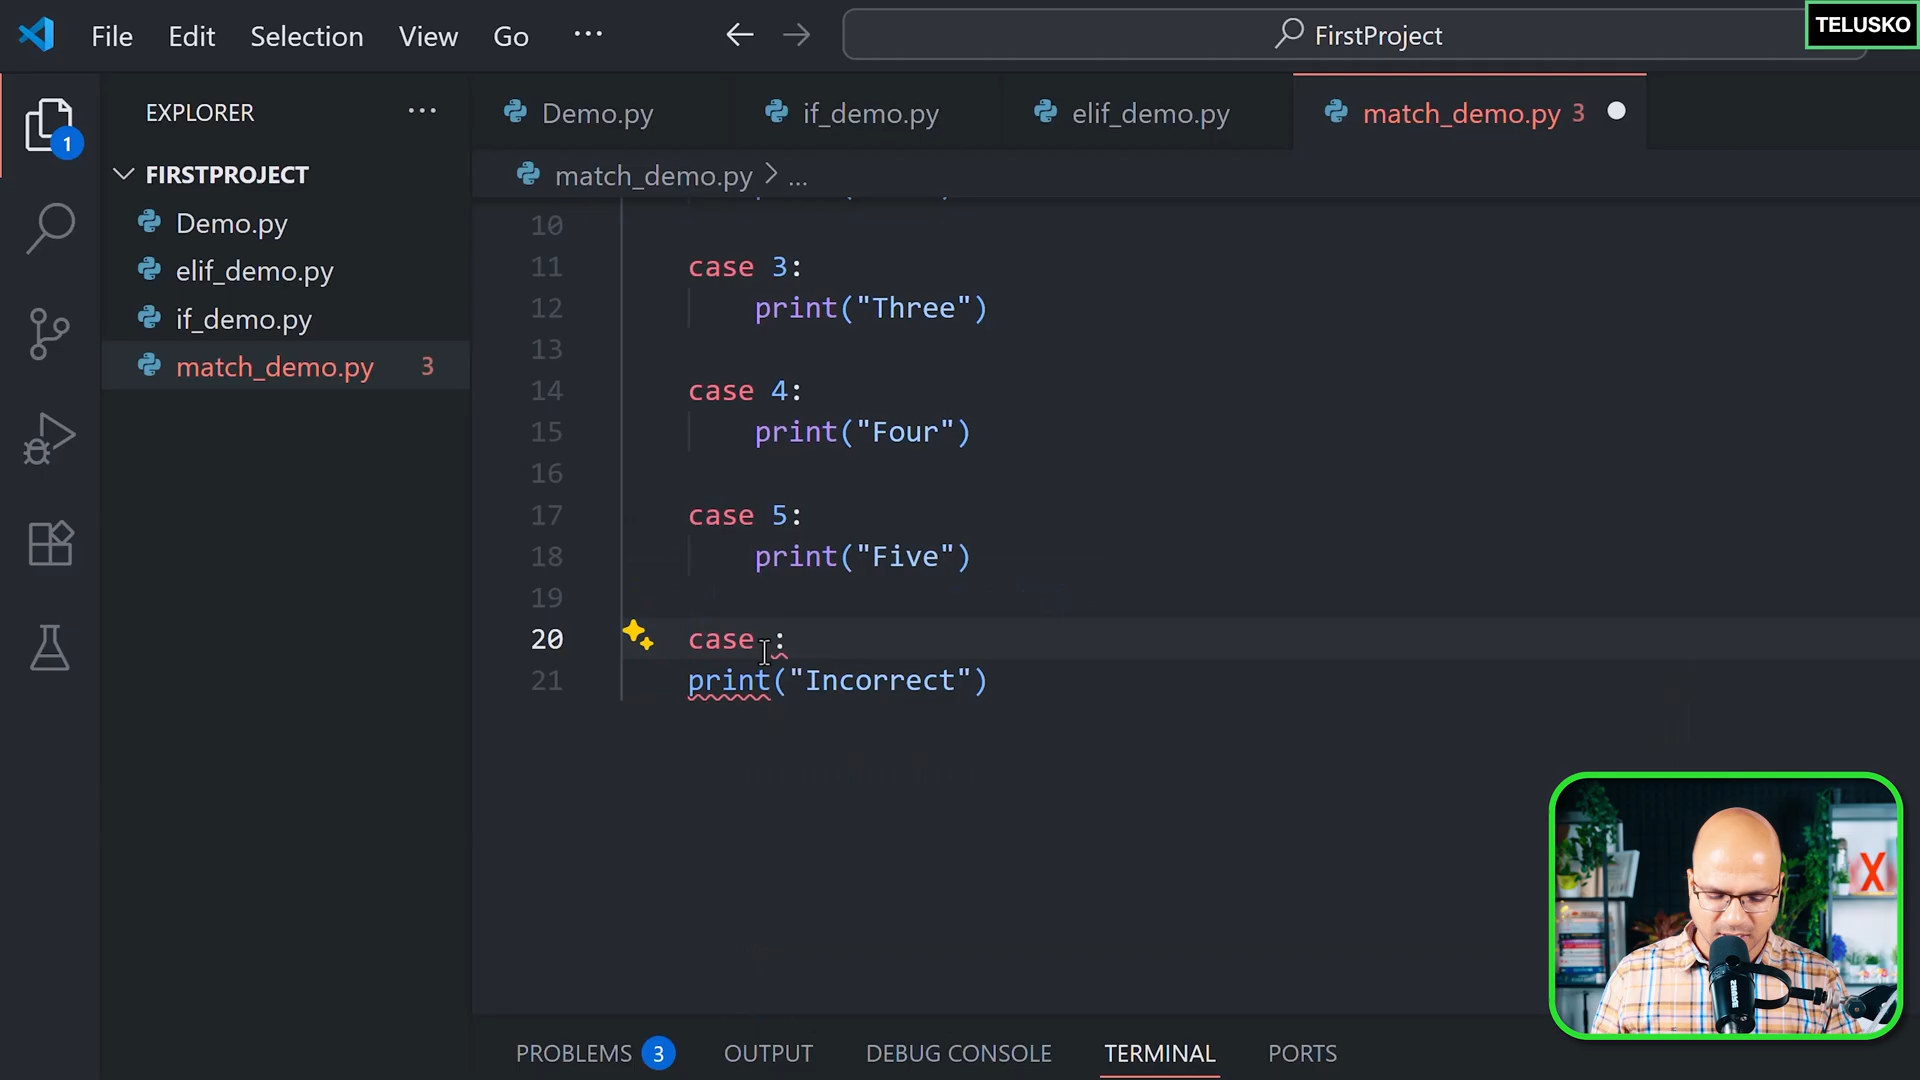 File Edit Selection View Go ... FirstProject TELUSKO
EXPLORER ... Demo.py if_demo.py elif_demo.py match_demo.py 3
1
FIRSTPROJECT match_demo.py > ...
Demo.py
elif_demo.py
if_demo.py
match_demo.py 3
10
11 case 3:
12 print("Three")
13
14 case 4:
15 print("Four")
16
17 case 5:
18 print("Five")
19
20 case :
21 print("Incorrect")
X
PROBLEMS 3 OUTPUT DEBUG CONSOLE TERMINAL PORTS